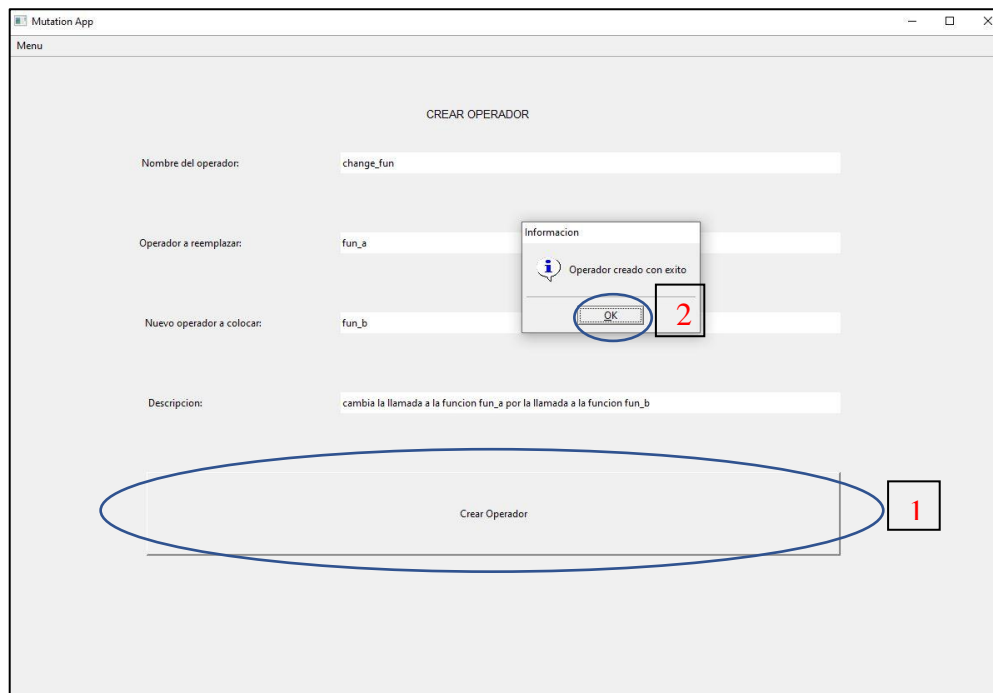 Mutation App
Menu
CREAR OPERADOR
Nombre del operador:
change_fun
Operador a reemplazar:
fun_a
Informacion
Operador creado con exito
OK
2
Nuevo operador a colocar:
fun_b
Descripcion:
cambia la llamada a la funcion fun_a por la llamada a la funcion fun_b
Crear Operador
1